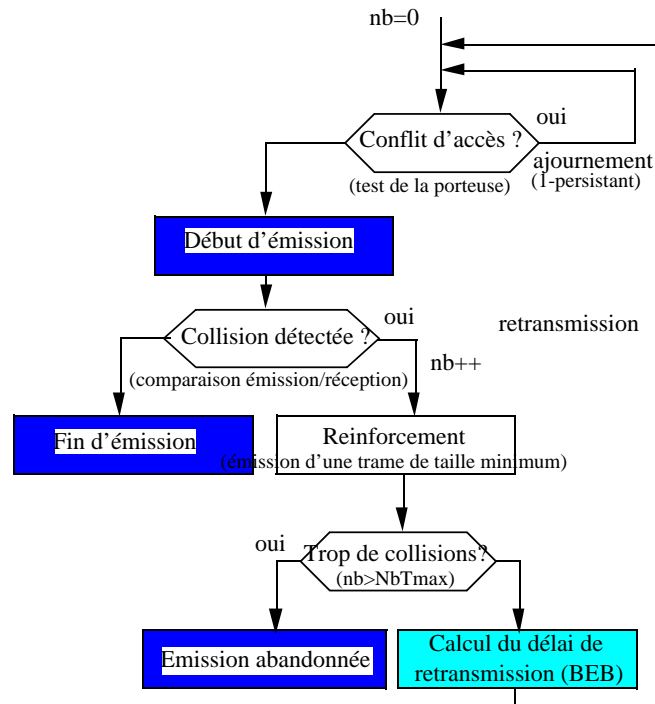 nb=0
oui
Conflit d'accès ?
ajournement
(test de la porteuse)
(1-persistant)
Début d'émission
oui
retransmission
Collision détectée ?
nb++
(comparaison émission/réception)
Fin d'émission
Reinforcement
(émission d'une trame de taille minimum)
oui
Trop de collisions?
(nb>NbTmax)
Emission abandonnée
Calcul du délai de
retransmission (BEB)